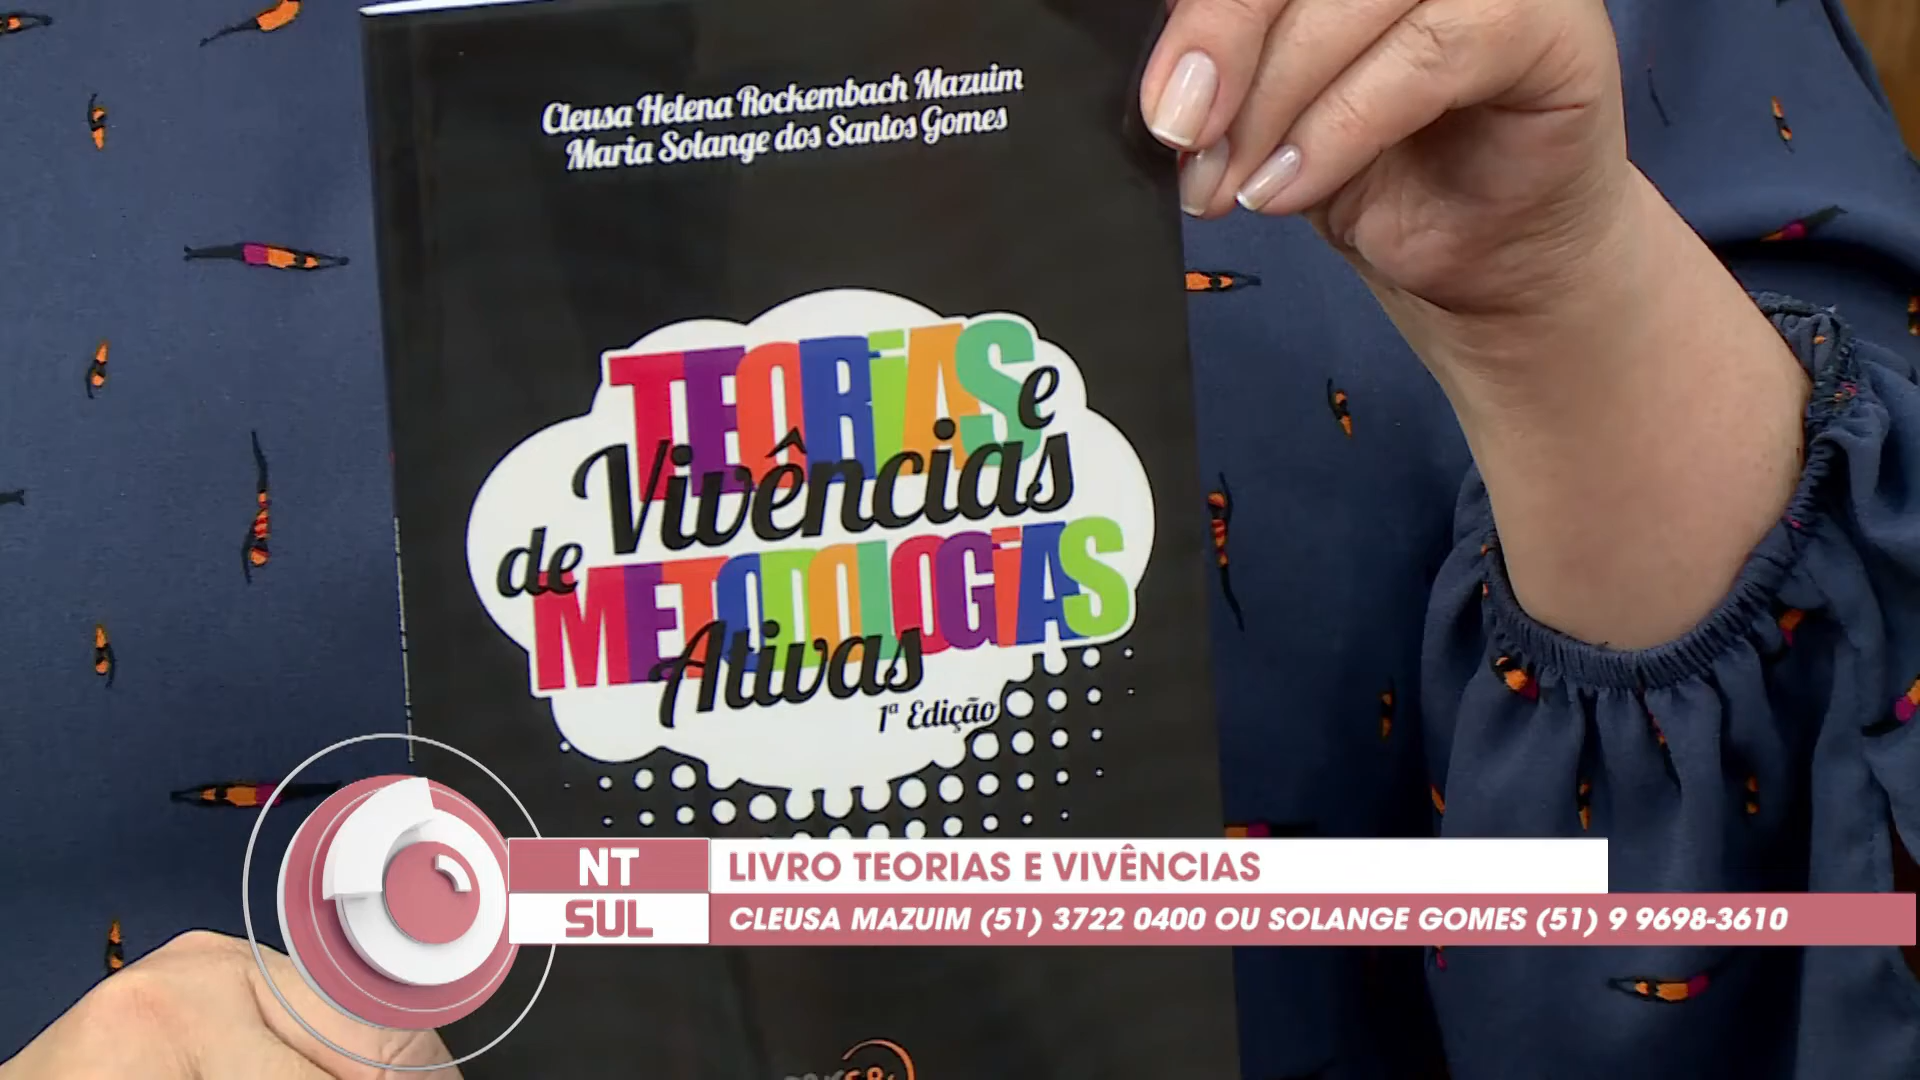 Cleusa Helena Rockembach Mazuim
Maria Solange dos Santos Gomes
TEORIAS e
Vivências
de
METODOLOGIAS
Ativas
1ª Edição
NT
SUL
LIVRO TEORIAS E VIVÊNCIAS
CLEUSA MAZUIM (51) 3722 0400 OU SOLANGE GOMES (51) 9 9698-3610